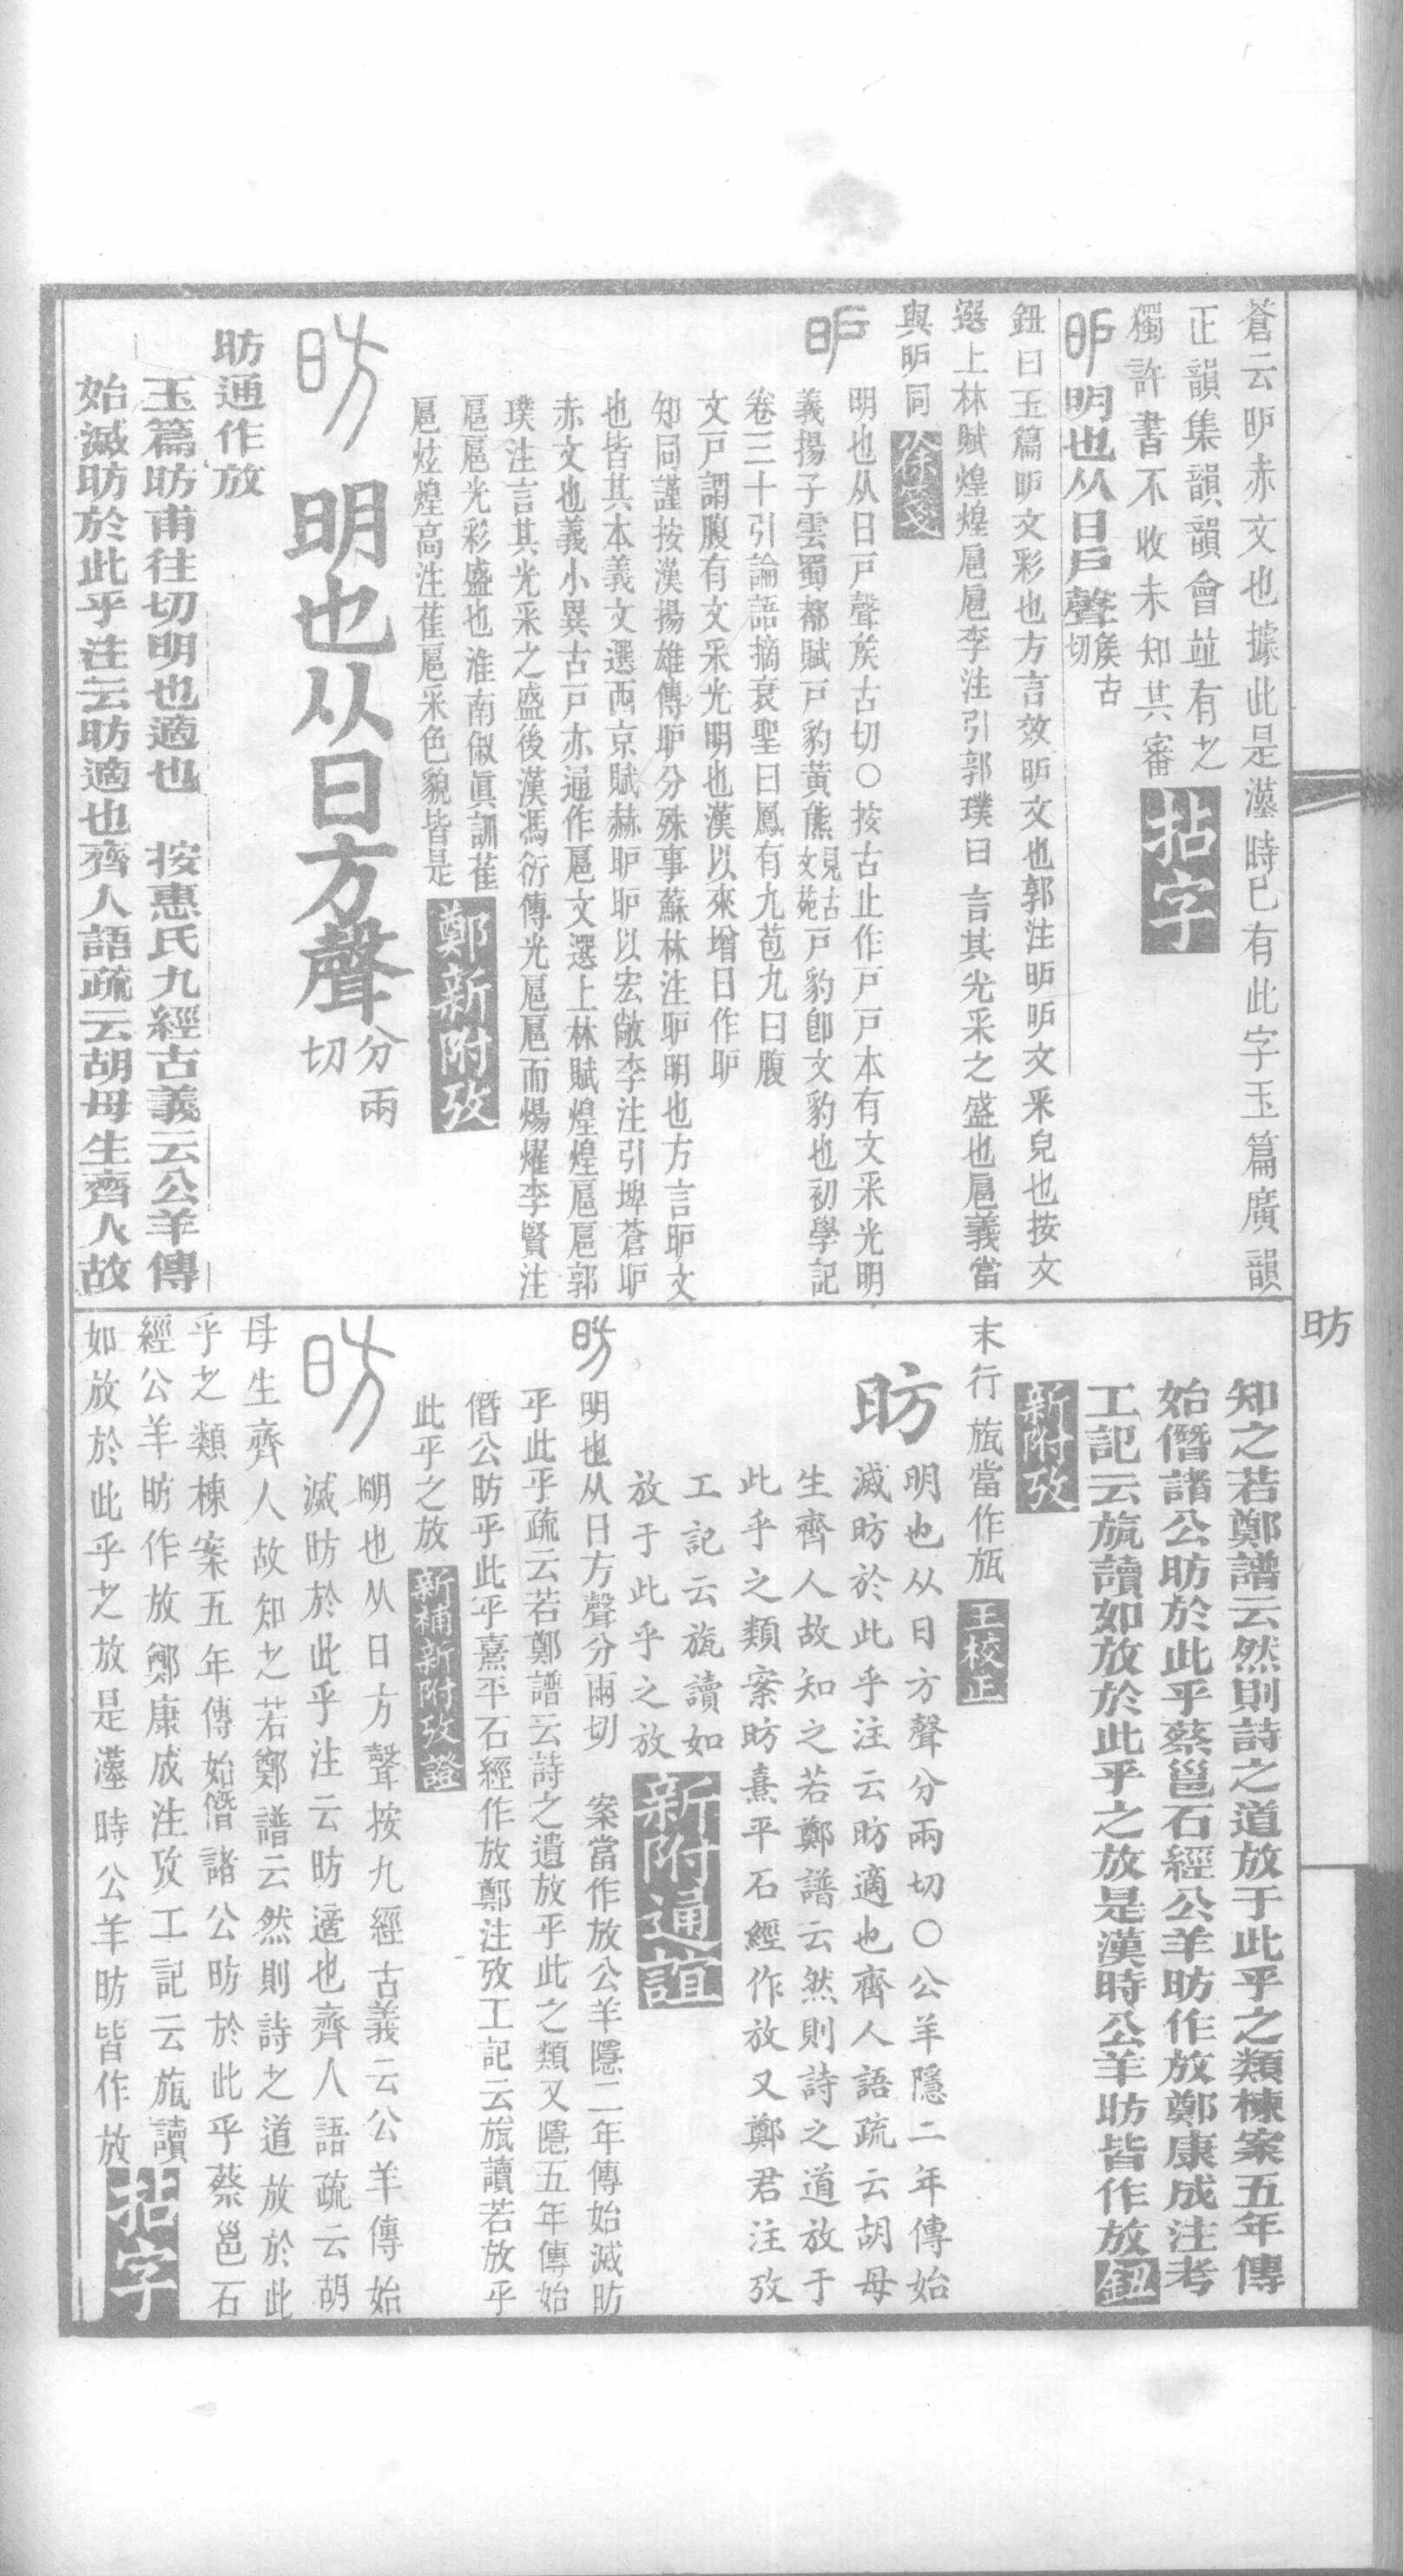 蒼云昈赤文也據此是漢時已有此字玉篇廣韻
正韻集韻韻會竝有之
獨許書不收未知其審
拈字
昈明也从日戶聲矦古切
鈕曰玉篇昈文彩也方言效昈文也郭注昈昈文釆皃也按文
選上林賦煌煌扈扈李注引郭璞曰言其光采之盛也扈義當
與昈同
徐箋
昈
明也从日戶聲矦古切〇按古止作戶戶本有文采光明
義揚子雲蜀都賦戶豹黃熊見古文苑戶豹卽文豹也初學記
卷三十引論語摘衰聖曰鳳有九苞九曰腹
文戶謂腹有文采光明也漢以來增日作昈
知同謹按漢揚雄傳昈分殊事蘇林注昈明也方言昈文
也皆其本義文選西京賦赫昈昈以宏敞李注引埤蒼昈
赤文也義小異古戶亦通作扈文選上林賦煌煌扈扈郭
璞注言其光采之盛後漢馮衍傳光扈扈而煬燿李賢注
扈扈光彩盛也淮南俶眞訓萑
扈炫煌高注萑扈采色貌皆是
鄭新附攷
昉
明也从日方聲分兩切
昉通作放
玉篇昉甫往切明也適也 按惠氏九經古義云公羊傳
始滅昉於此乎注云昉適也齊人語疏云胡母生齊人故
昉
知之若鄭譜云然則詩之道放于此乎之類棟案五年傳
始僭諸公昉於此乎蔡邕石經公羊昉作放鄭康成注考
工記云旊讀如放於此乎之放是漢時公羊昉皆作放
鈕新附攷
末行旊當作瓬
王校正
昉
明也从日方聲分兩切〇公羊隱二年傳始
滅昉於此乎注云昉適也齊人語疏云胡母
生齊人故知之若鄭譜云然則詩之道放于
此乎之類案昉熹平石經作放又鄭君注攷
工記云旊讀如
放于此乎之放
新附通誼
昉
明也从日方聲分兩切 案當作放公羊隱二年傳始滅昉
乎此乎疏云若鄭譜云詩之遺放乎此之類又隱五年傳始
僭公昉乎此乎熹平石經作放鄭注攷工記云旊讀若放乎
此乎之放
新補新附攷證
昉
明也从日方聲按九經古義云公羊傳始
滅昉於此乎注云昉適也齊人語疏云胡
母生齊人故知之若鄭譜云然則詩之道放於此
乎之類棟案五年傳始僭諸公昉於此乎蔡邕石
經公羊昉作放鄭康成注攷工記云旊讀
如放於此乎之放是漢時公羊昉皆作放
拈字